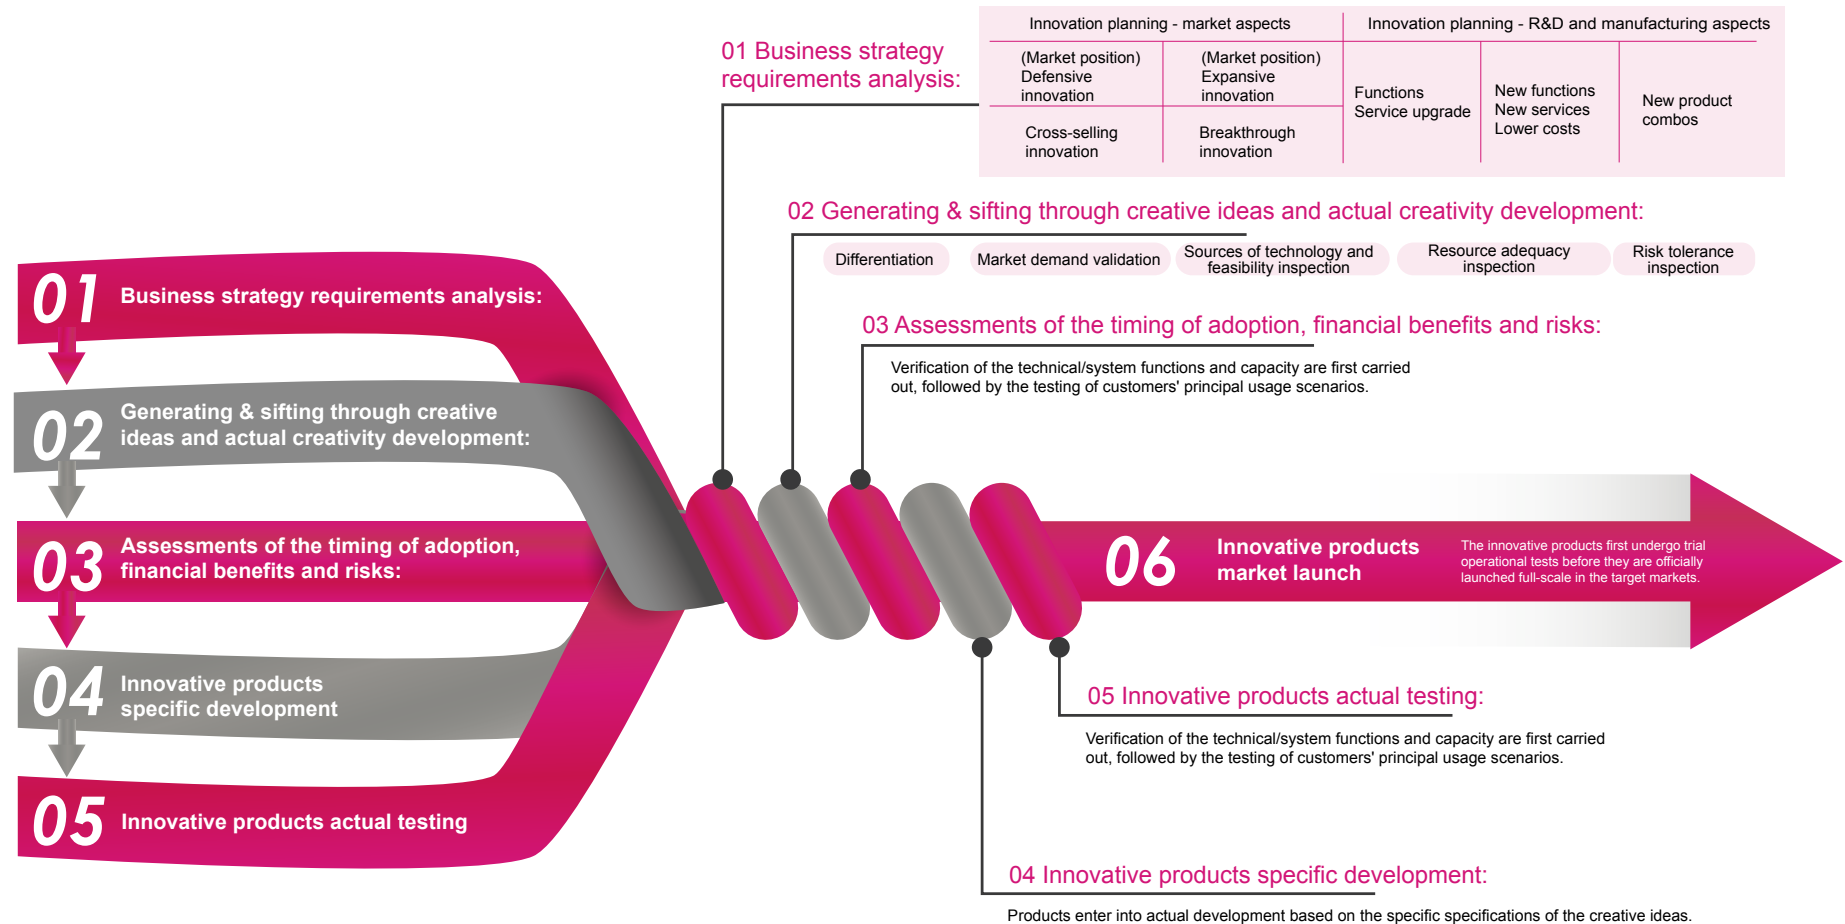 01 Business strategy
requirements analysis:
Innovation planning - market aspects
Innovation planning - R&D and manufacturing aspects
(Market position)
Defensive
innovation
(Market position)
Expansive
innovation
Cross-selling
innovation
Breakthrough
innovation
Functions
Service upgrade
New functions
New services
Lower costs
New product
combos
02 Generating & sifting through creative ideas and actual creativity development:
Differentiation
Market demand validation
Sources of technology and
feasibility inspection
Resource adequacy
inspection
Risk tolerance
inspection
03 Assessments of the timing of adoption, financial benefits and risks:
Verification of the technical/system functions and capacity are first carried
out, followed by the testing of customers' principal usage scenarios.
01
Business strategy requirements analysis:
02
Generating & sifting through creative
ideas and actual creativity development:
03
Assessments of the timing of adoption,
financial benefits and risks:
04
Innovative products
specific development
05
Innovative products actual testing
06
Innovative products
market launch
The innovative products first undergo trial
operational tests before they are officially
launched full-scale in the target markets.
05 Innovative products actual testing:
Verification of the technical/system functions and capacity are first carried
out, followed by the testing of customers' principal usage scenarios.
04 Innovative products specific development:
Products enter into actual development based on the specific specifications of the creative ideas.